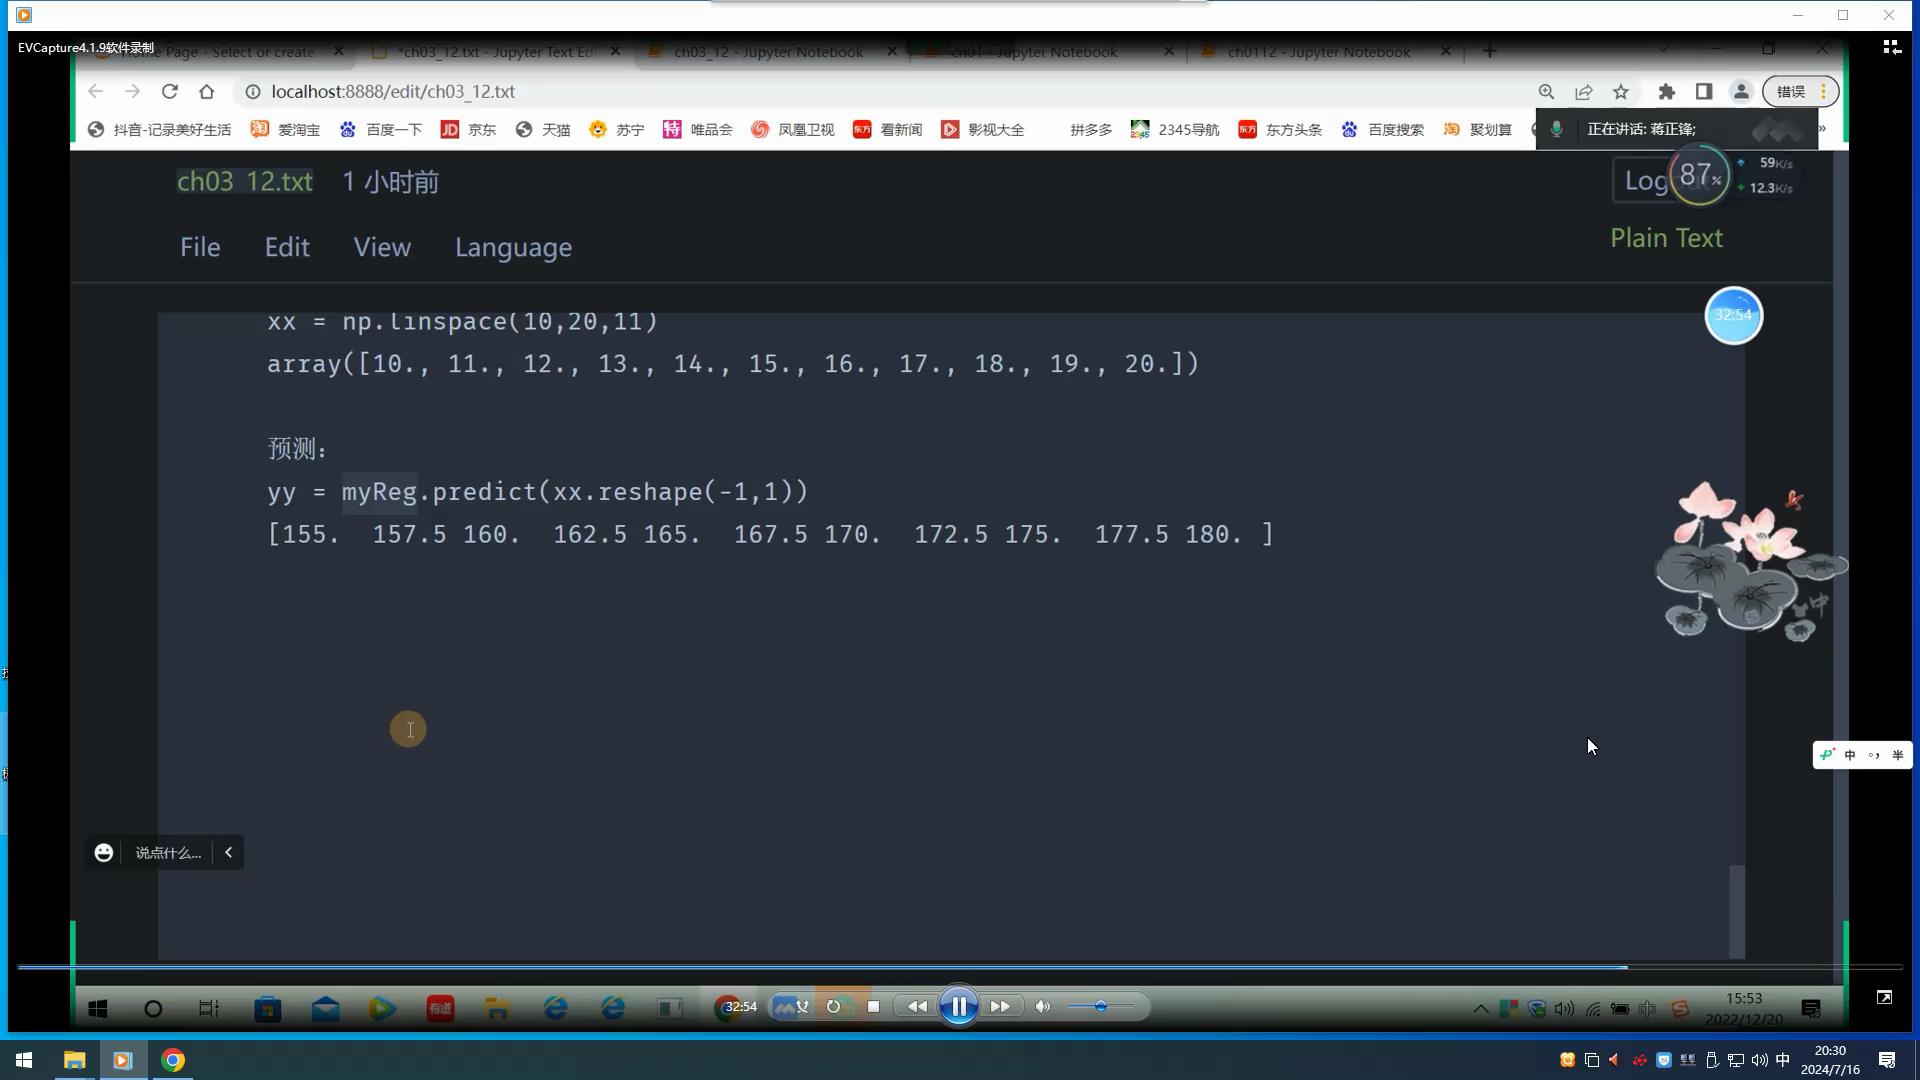 EVCapture4.1.9软件录制
Home Page - Select or create
*ch03_12.txt - Jupyter Text Ed
ch03_12 - Jupyter Notebook
Jupyter Notebook
ch0112 - Jupyter Notebook
localhost:8888/edit/ch03_12.txt
错误
抖音-记录美好生活 爱淘宝 百度一下 京东 天猫 苏宁 唯品会 凤凰卫视 看新闻 影视大全 拼多多 2345导航 东方头条 百度搜索 聚划算
正在讲话: 蒋正锋;
ch03_12.txt 1 小时前
87%
59K/s
12.3K/s
File Edit View Language
Plain Text
32:54
xx = np.linspace(10,20,11)
array([10., 11., 12., 13., 14., 15., 16., 17., 18., 19., 20.])
预测:
yy = myReg.predict(xx.reshape(-1,1))
[155. 157.5 160. 162.5 165. 167.5 170. 172.5 175. 177.5 180. ]
中
中 半
说点什么...
有道
32:54
中
15:53
2022/12/20
中
20:30
2024/7/16